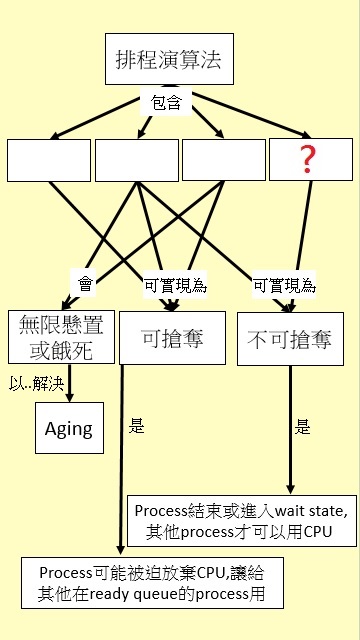 排程演算法
包含
?
會
可實現為
可實現為
無限懸置
或餓死
可搶奪
不可搶奪
以..解決
Aging
是
是
Process結束或進入wait state,
其他process才可以用CPU
Process可能被迫放棄CPU,讓給
其他在ready queue的process用